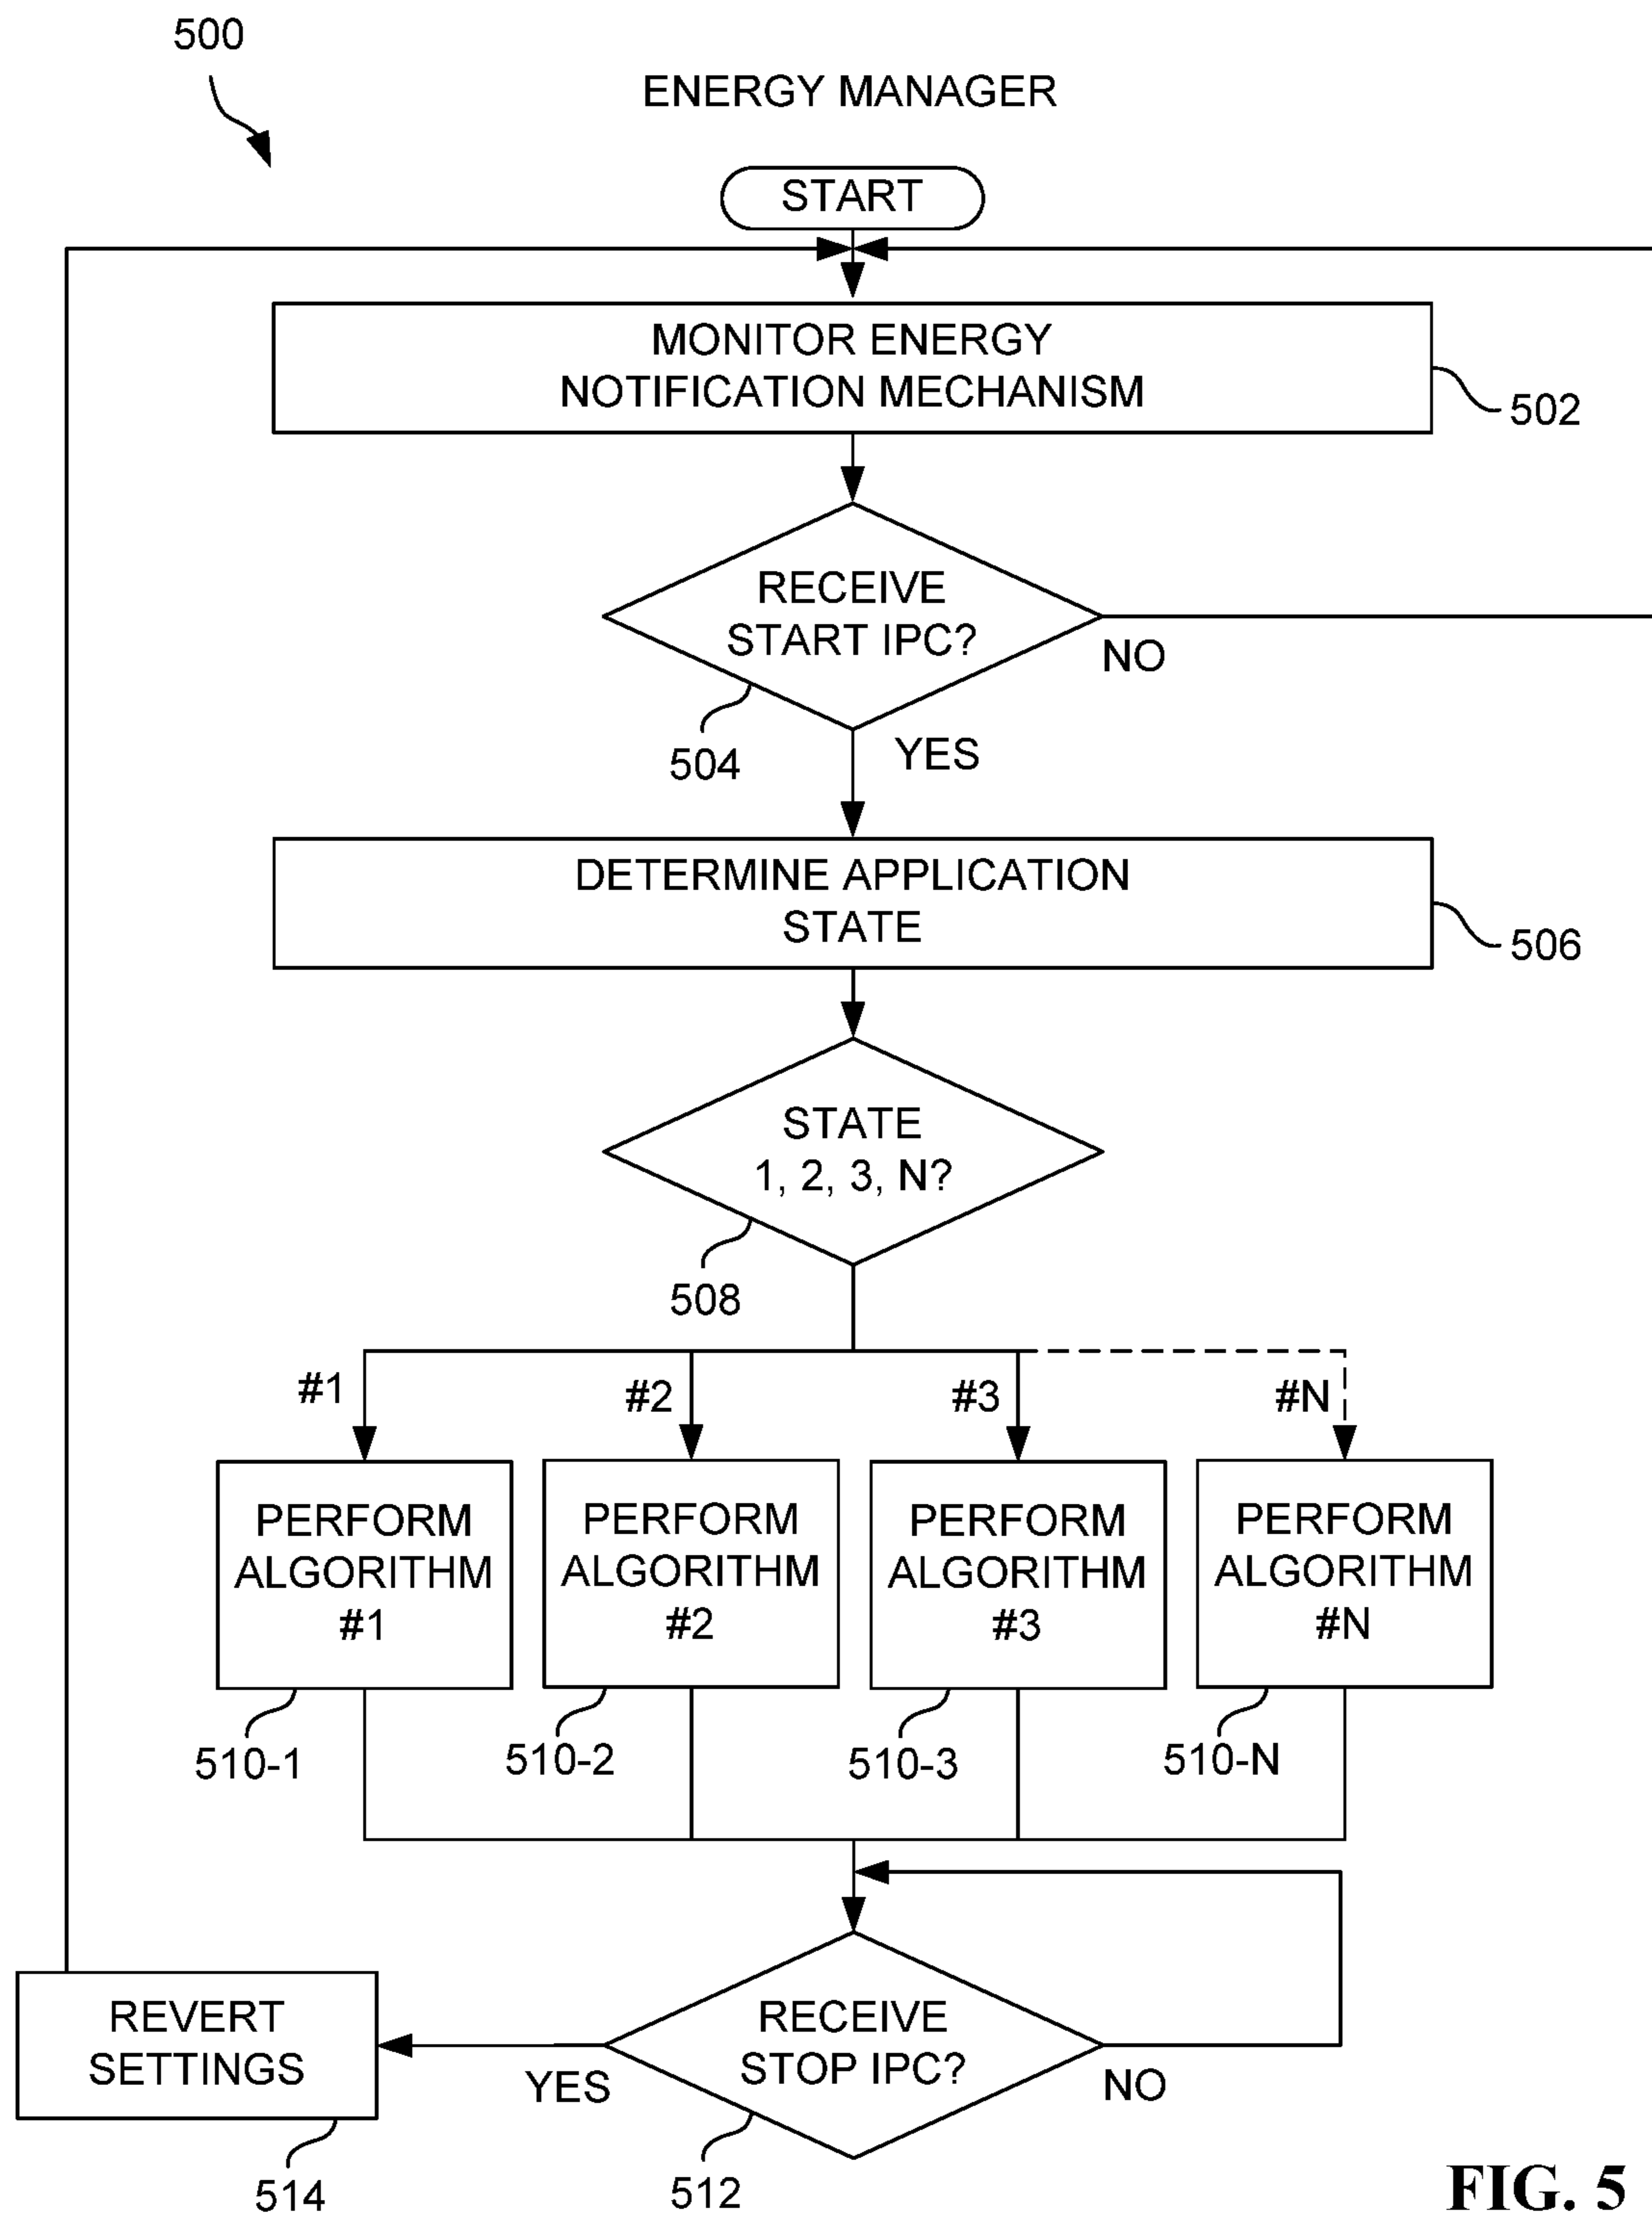 500
ENERGY MANAGER
START
MONITOR ENERGY
NOTIFICATION MECHANISM
502
RECEIVE
START IPC?
NO
504
YES
DETERMINE APPLICATION
STATE
506
STATE
1, 2, 3, N?
508
#1
#2
#3
#N
PERFORM
ALGORITHM
#1
PERFORM
ALGORITHM
#2
PERFORM
ALGORITHM
#3
PERFORM
ALGORITHM
#N
510-1
510-2
510-3
510-N
REVERT
SETTINGS
RECEIVE
STOP IPC?
YES
NO
514
512
FIG. 5